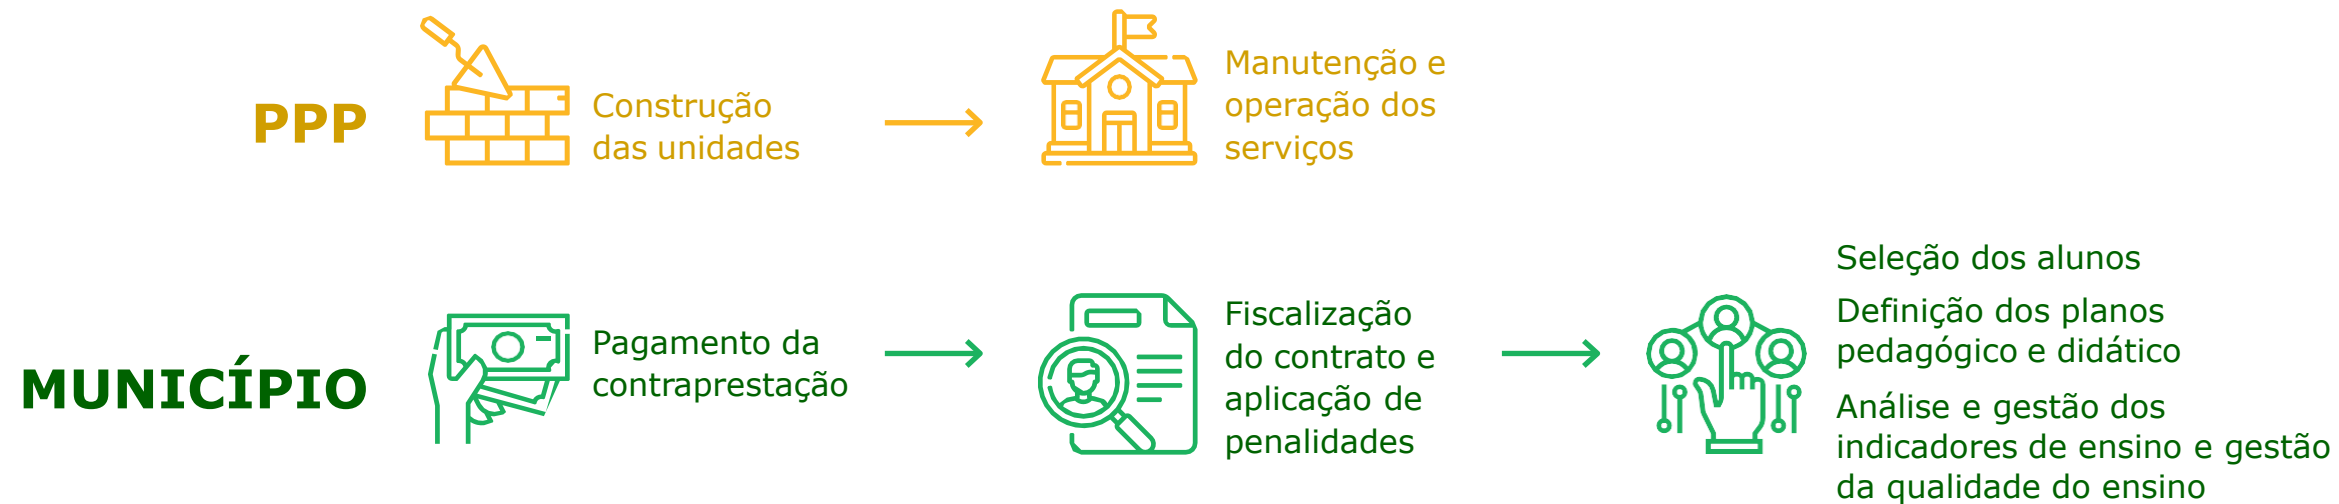 PPP
Construção
das unidades
Manutenção e
operação dos
serviços
MUNICÍPIO
Pagamento da
contraprestação
Fiscalização
do contrato e
aplicação de
penalidades
Seleção dos alunos
Definição dos planos
pedagógico e didático
Análise e gestão dos
indicadores de ensino e gestão
da qualidade do ensino